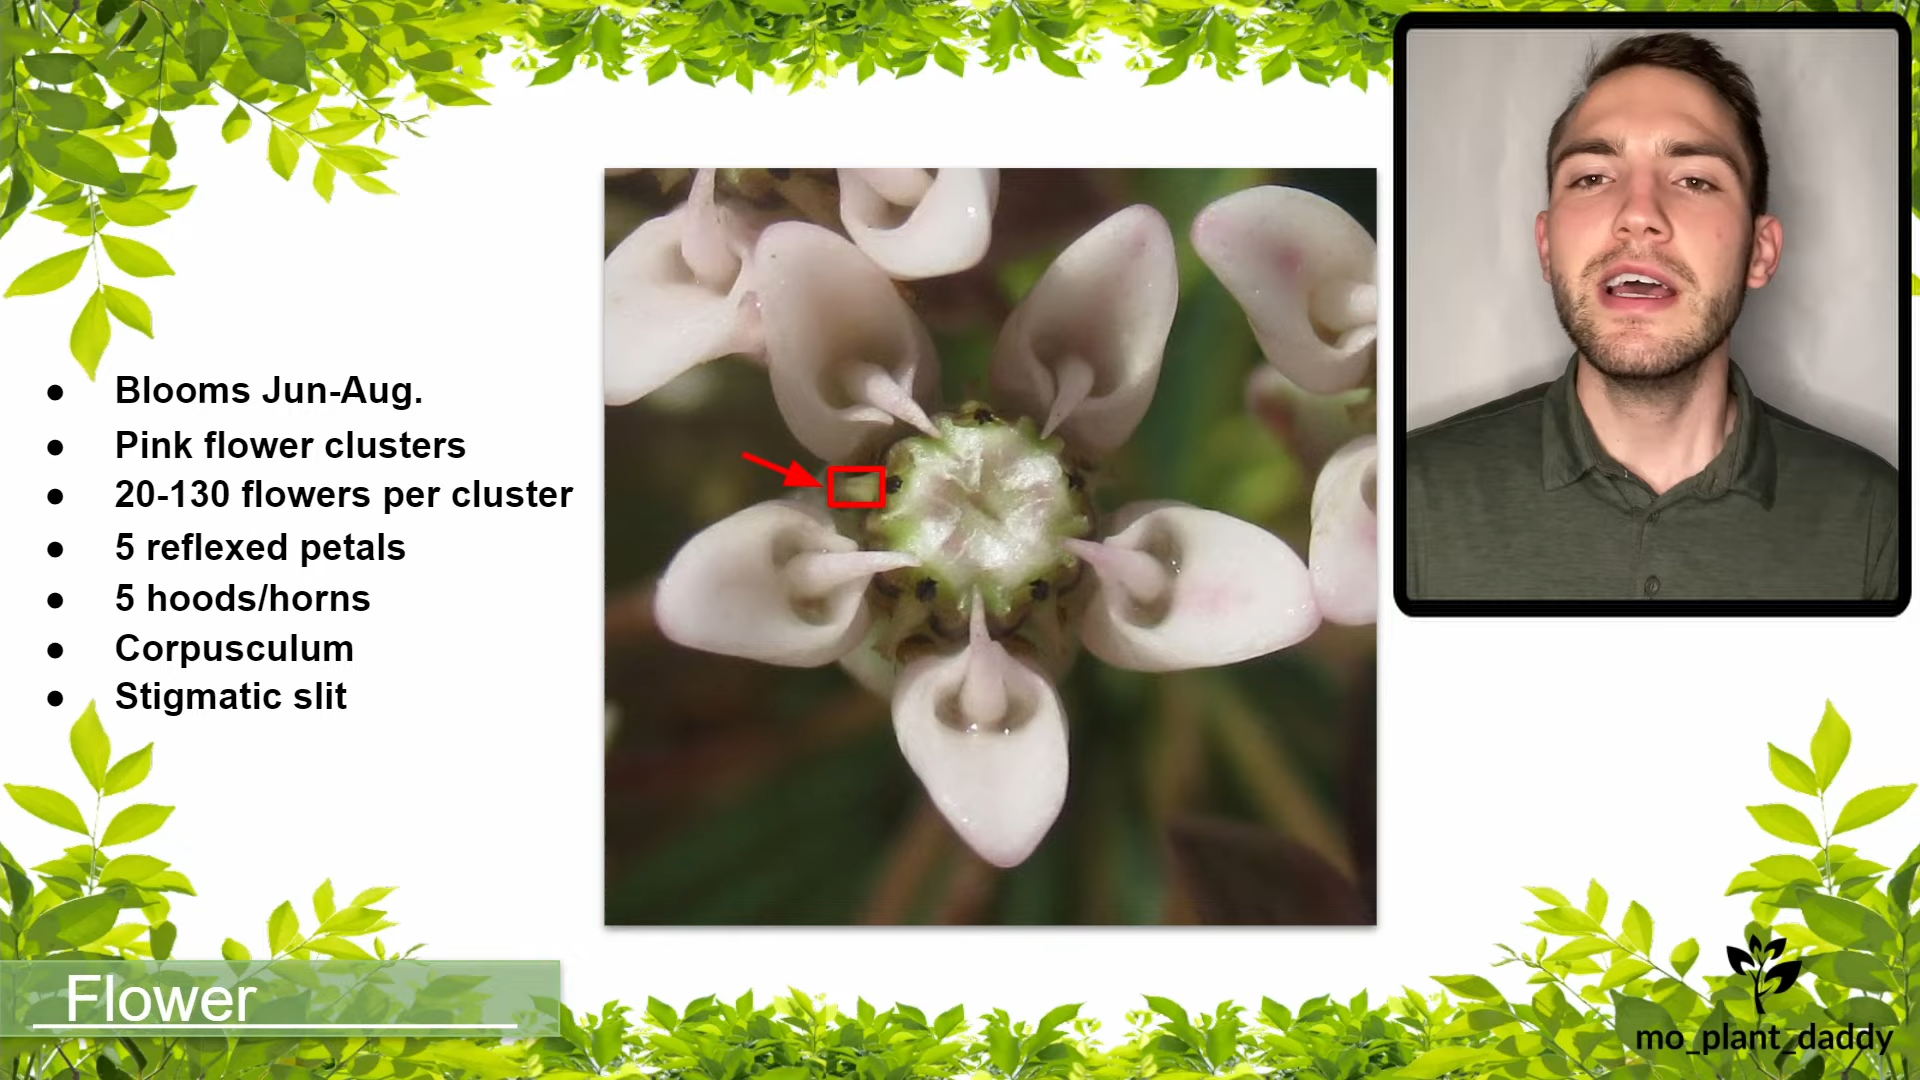 ● Blooms Jun-Aug.
● Pink flower clusters
● 20-130 flowers per cluster
● 5 reflexed petals
● 5 hoods/horns
● Corpusculum
● Stigmatic slit
Flower
mo_plant_daddy